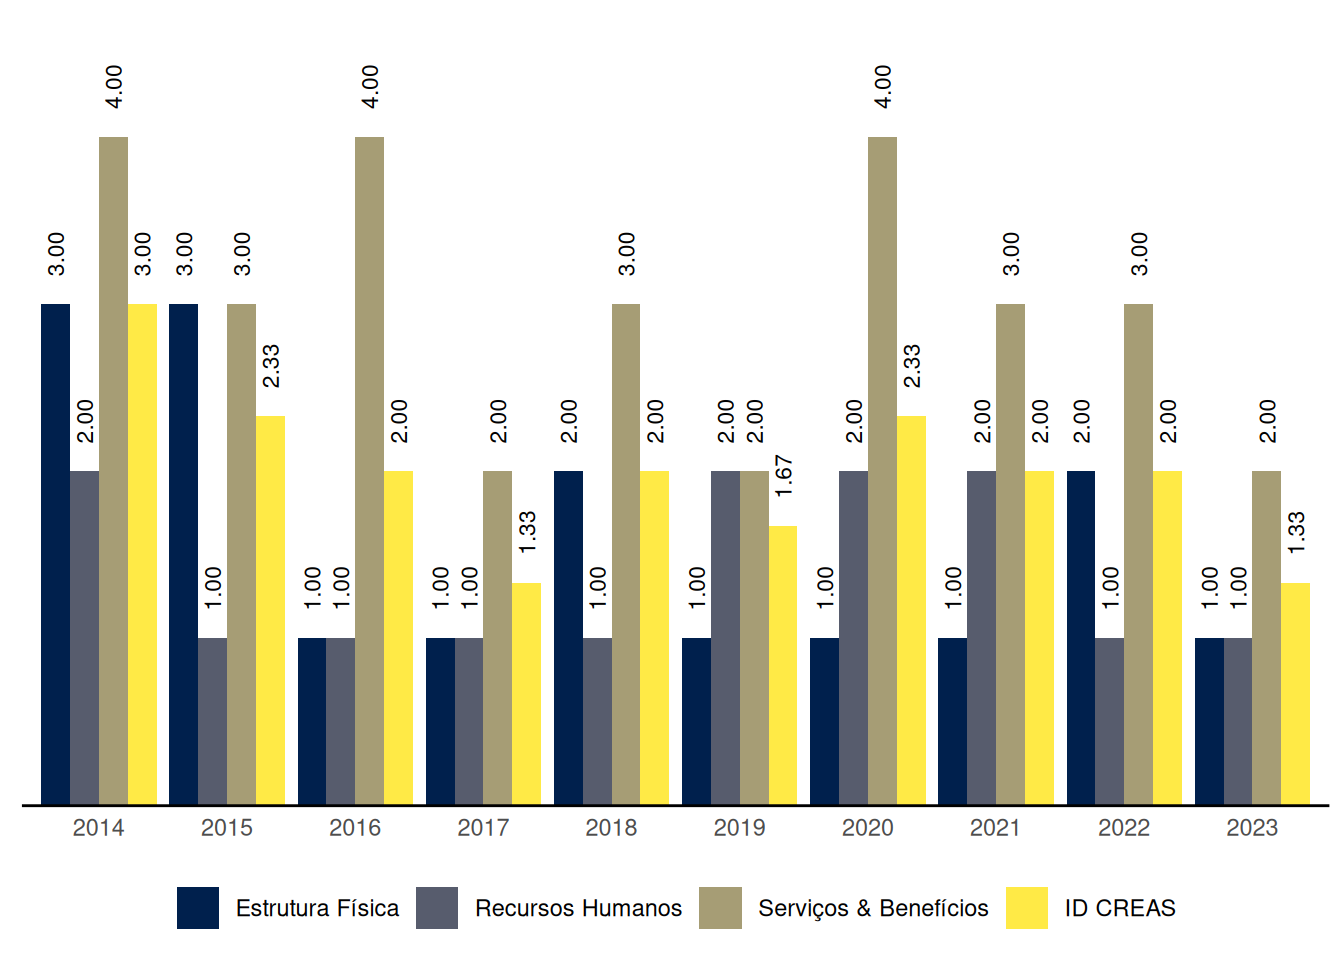 4.00 4.00 4.00
3.00 3.00 3.00 3.00 3.00 3.00 3.00
2.33 2.33
2.00 2.00 2.00 2.00 2.00 2.00 2.00 2.00 2.00 2.00 2.00 2.00 2.00
1.67
1.33 1.33
1.00 1.00 1.00 1.00 1.00 1.00 1.00 1.00 1.00 1.00 1.00 1.00
2014 2015 2016 2017 2018 2019 2020 2021 2022 2023
Estrutura Física Recursos Humanos Serviços & Benefícios ID CREAS